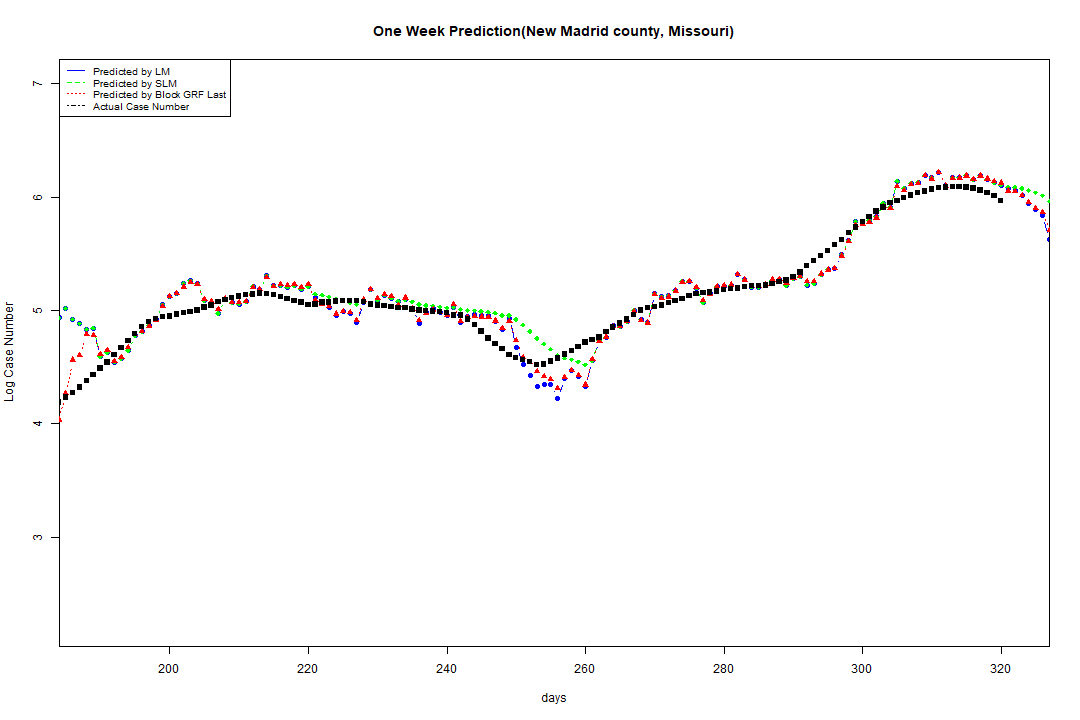 One Week Prediction(New Madrid county, Missouri)
Predicted by LM
Predicted by SLM
Predicted by Block GRF Last
Actual Case Number
7
6
5
4
3
Log Case Number
200 220 240 260 280 300 320
days